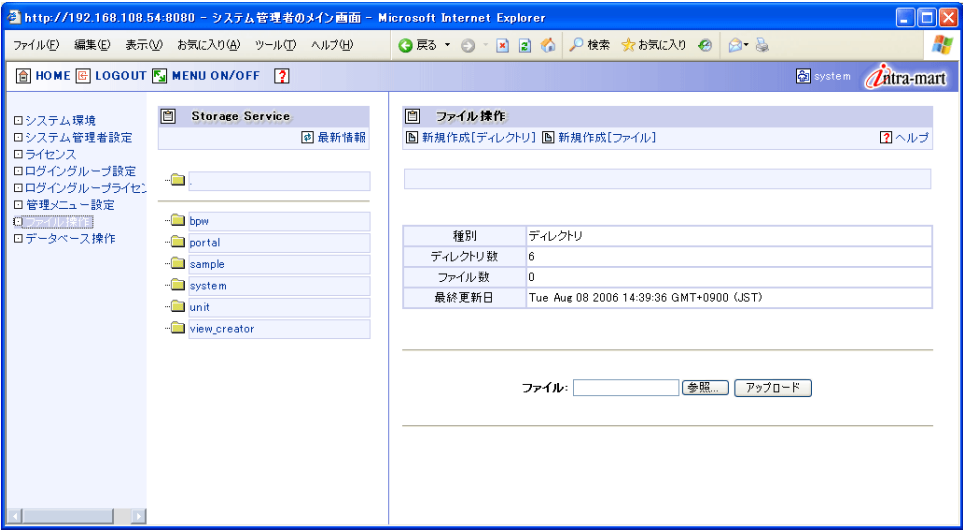 http://192.168.108.54:8080 - システム管理者のメイン画面 - Microsoft Internet Explorer
ファイル(F) 編集(E) 表示(V) お気に入り(A) ツール(T) ヘルプ(H) 戻る 検索 お気に入り
HOME LOGOUT MENU ON/OFF ? system intra-mart
システム環境
システム管理者設定
ライセンス
ログイングループ設定
ログイングループライセン
管理メニュー設定
ファイル操作
データベース操作
Storage Service
最新情報
.
bpw
portal
sample
system
unit
view_creator
ファイル操作
新規作成[ディレクトリ] 新規作成[ファイル] ? ヘルプ
種別 ディレクトリ
ディレクトリ数 6
ファイル数 0
最終更新日 Tue Aug 08 2006 14:39:36 GMT+0900 (JST)
ファイル: 参照... アップロード